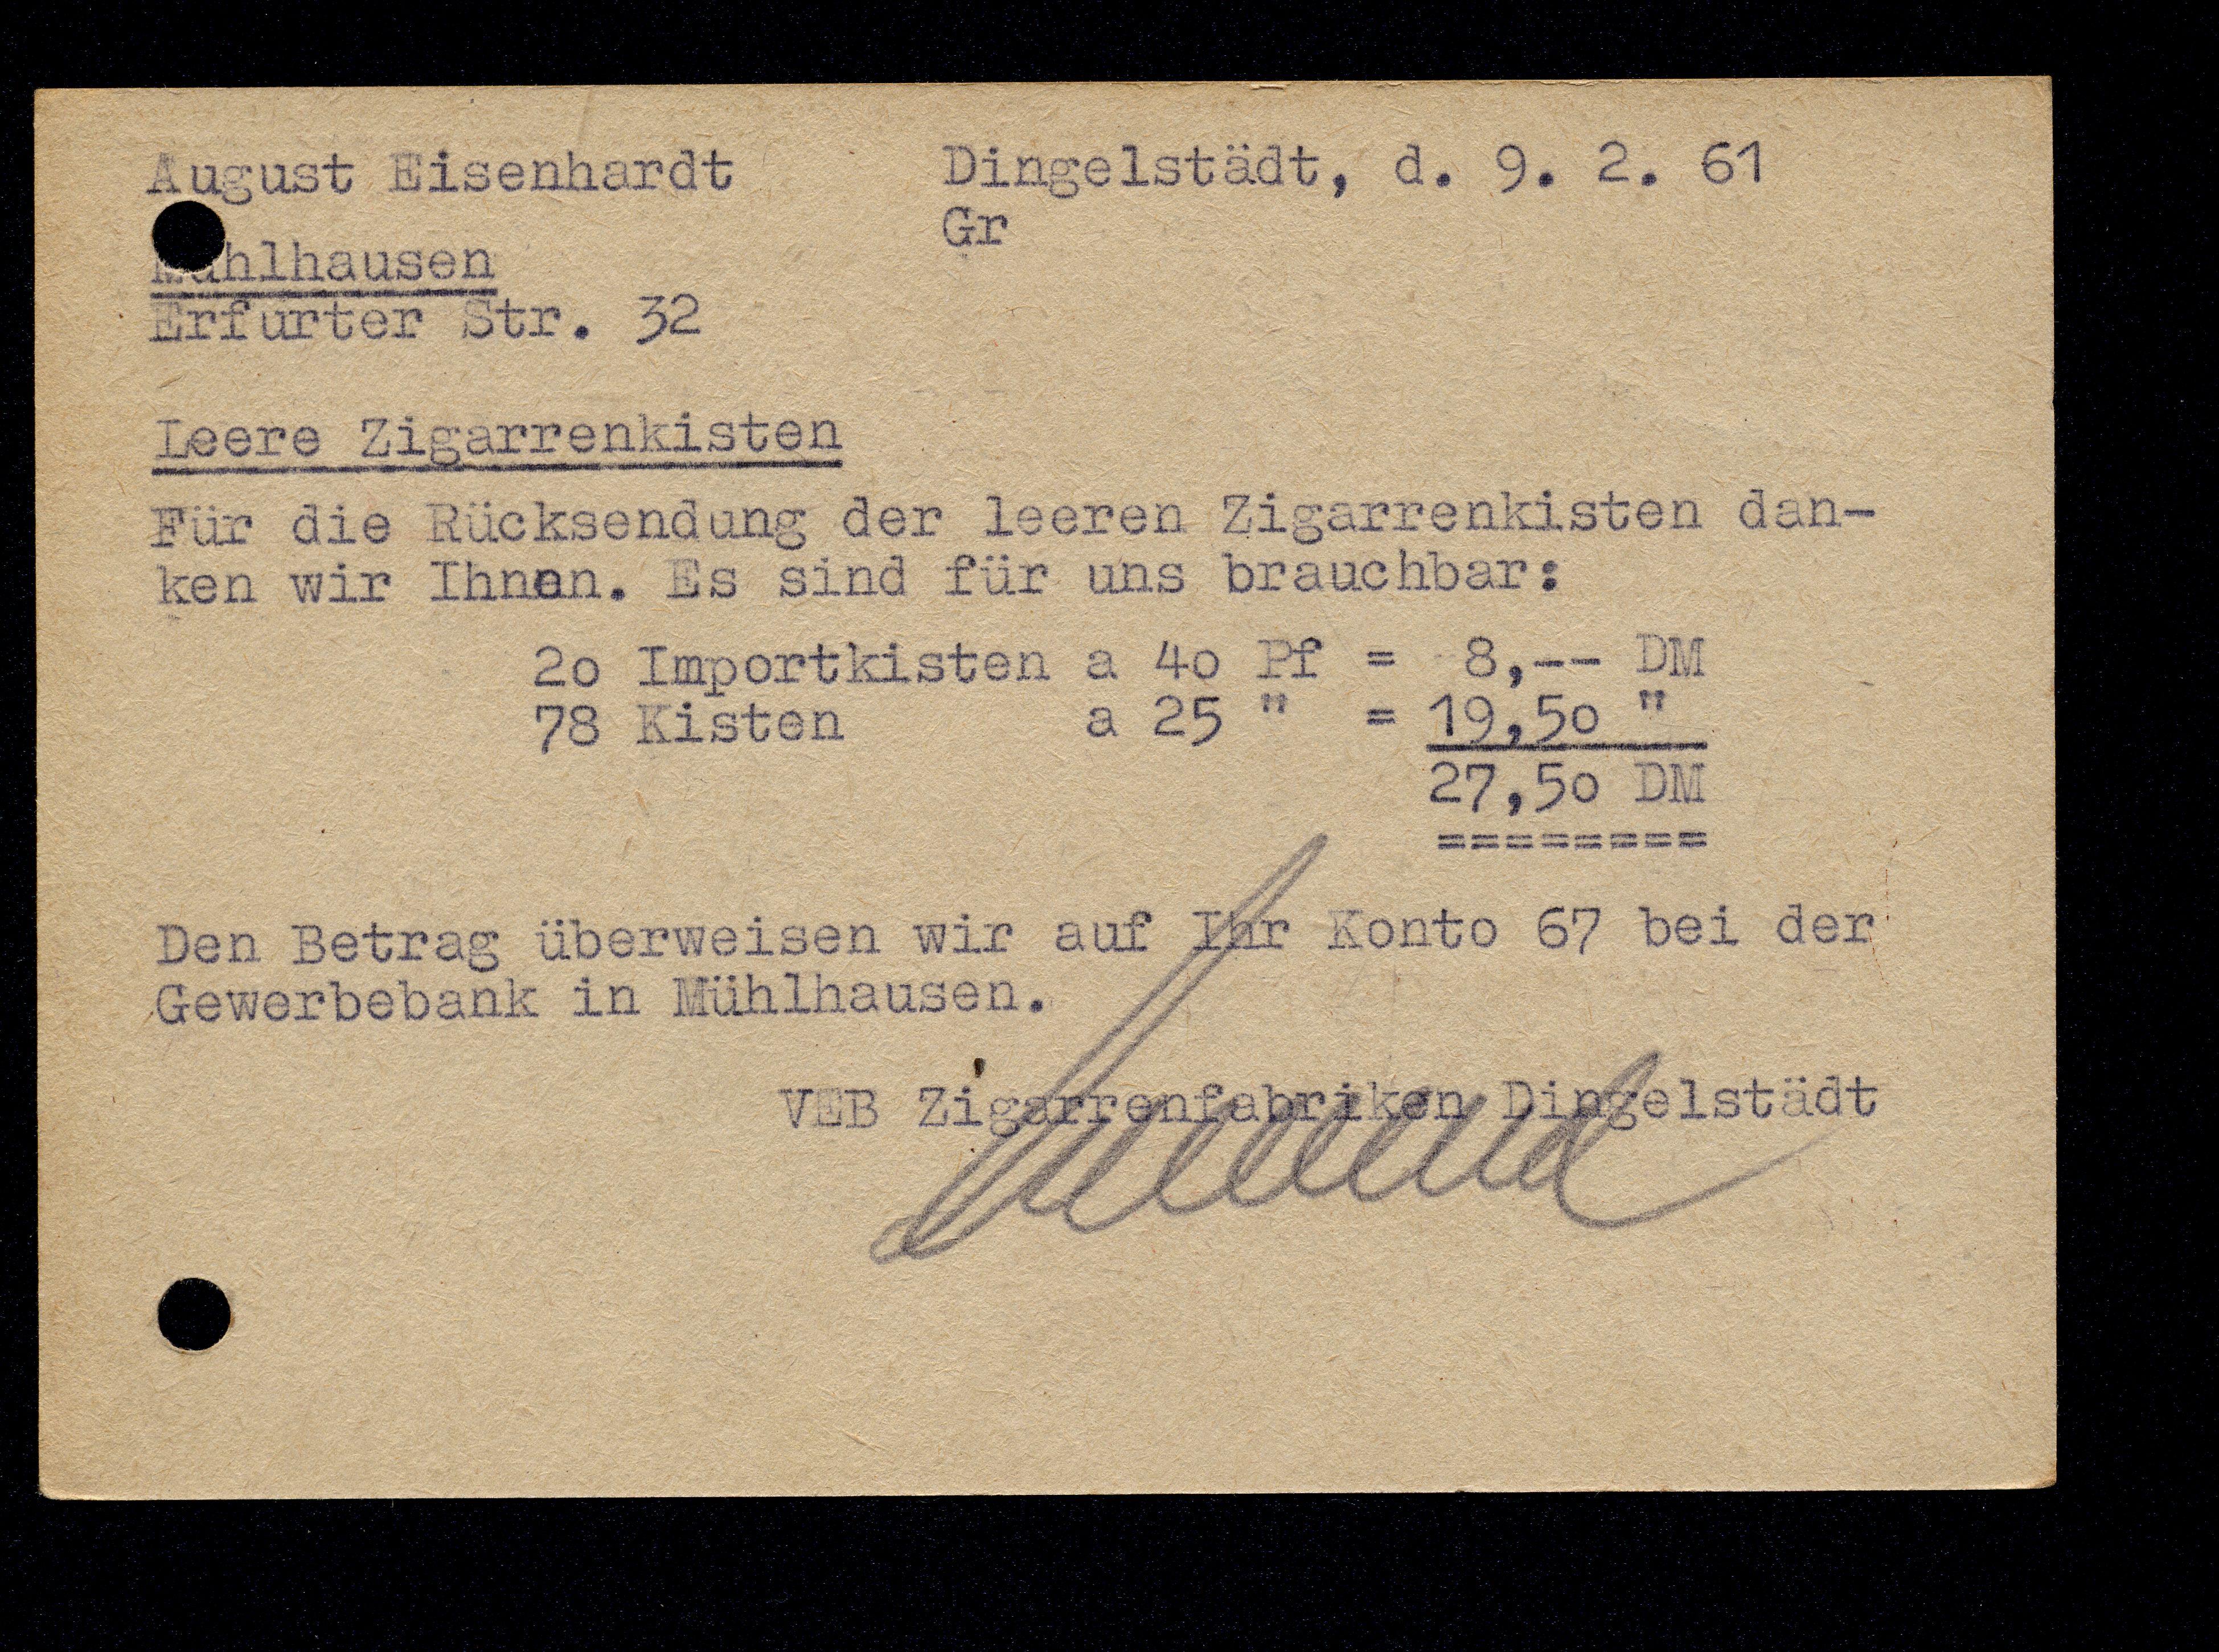 August Eisenhardt
Dingelstädt, d. 9. 2. 61
Gr
Mühlhausen
Erfurter Str. 32
Leere Zigarrenkisten
Für die Rücksendung der leeren Zigarrenkisten dan-
ken wir Ihnen. Es sind für uns brauchbar:
2o Importkisten a 4o Pf = 8,-- DM
78 Kisten a 25 " = 19,5o "
27,5o DM
========
Den Betrag überweisen wir auf Ihr Konto 67 bei der
Gewerbebank in Mühlhausen.
VEB Zigarrenfabriken Dingelstädt